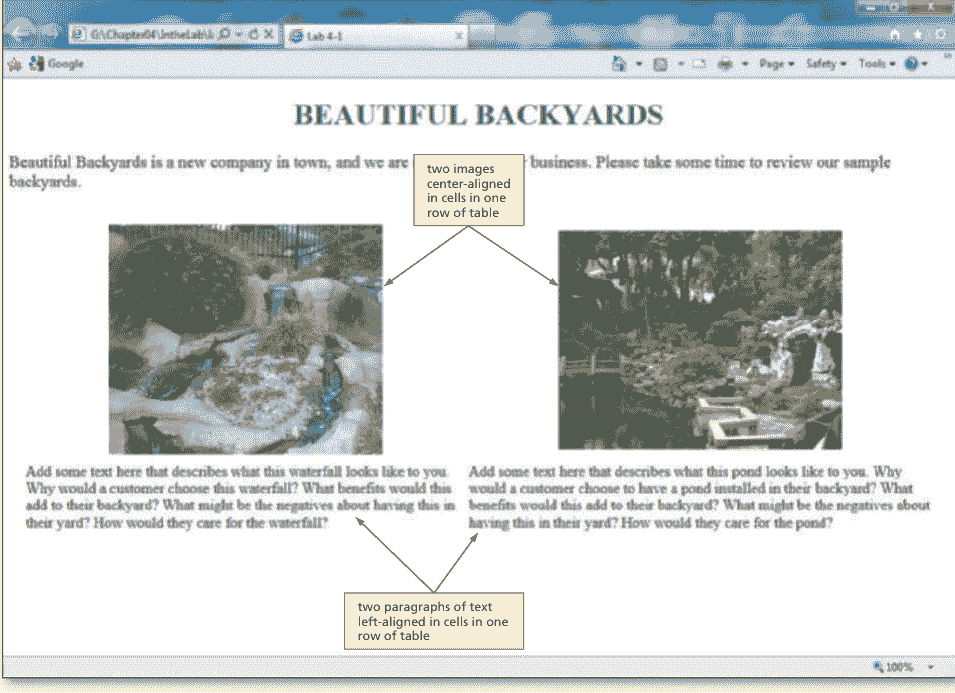 G:\Chapter04\IntheLab\
Lab 4-1
x
Google
Page
Safety
Tools
BEAUTIFUL BACKYARDS
Beautiful Backyards is a new company in town, and we are business. Please take some time to review our sample
backyards.
two images
center-aligned
in cells in one
row of table
Add some text here that describes what this waterfall looks like to you.
Why would a customer choose this waterfall? What benefits would this
add to their backyard? What might be the negatives about having this in
their yard? How would they care for the waterfall?
Add some text here that describes what this pond looks like to you. Why
would a customer choose to have a pond installed in their backyard? What
benefits would this add to their backyard? What might be the negatives about
having this in their yard? How would they care for the pond?
two paragraphs of text
left-aligned in cells in one
row of table
100%